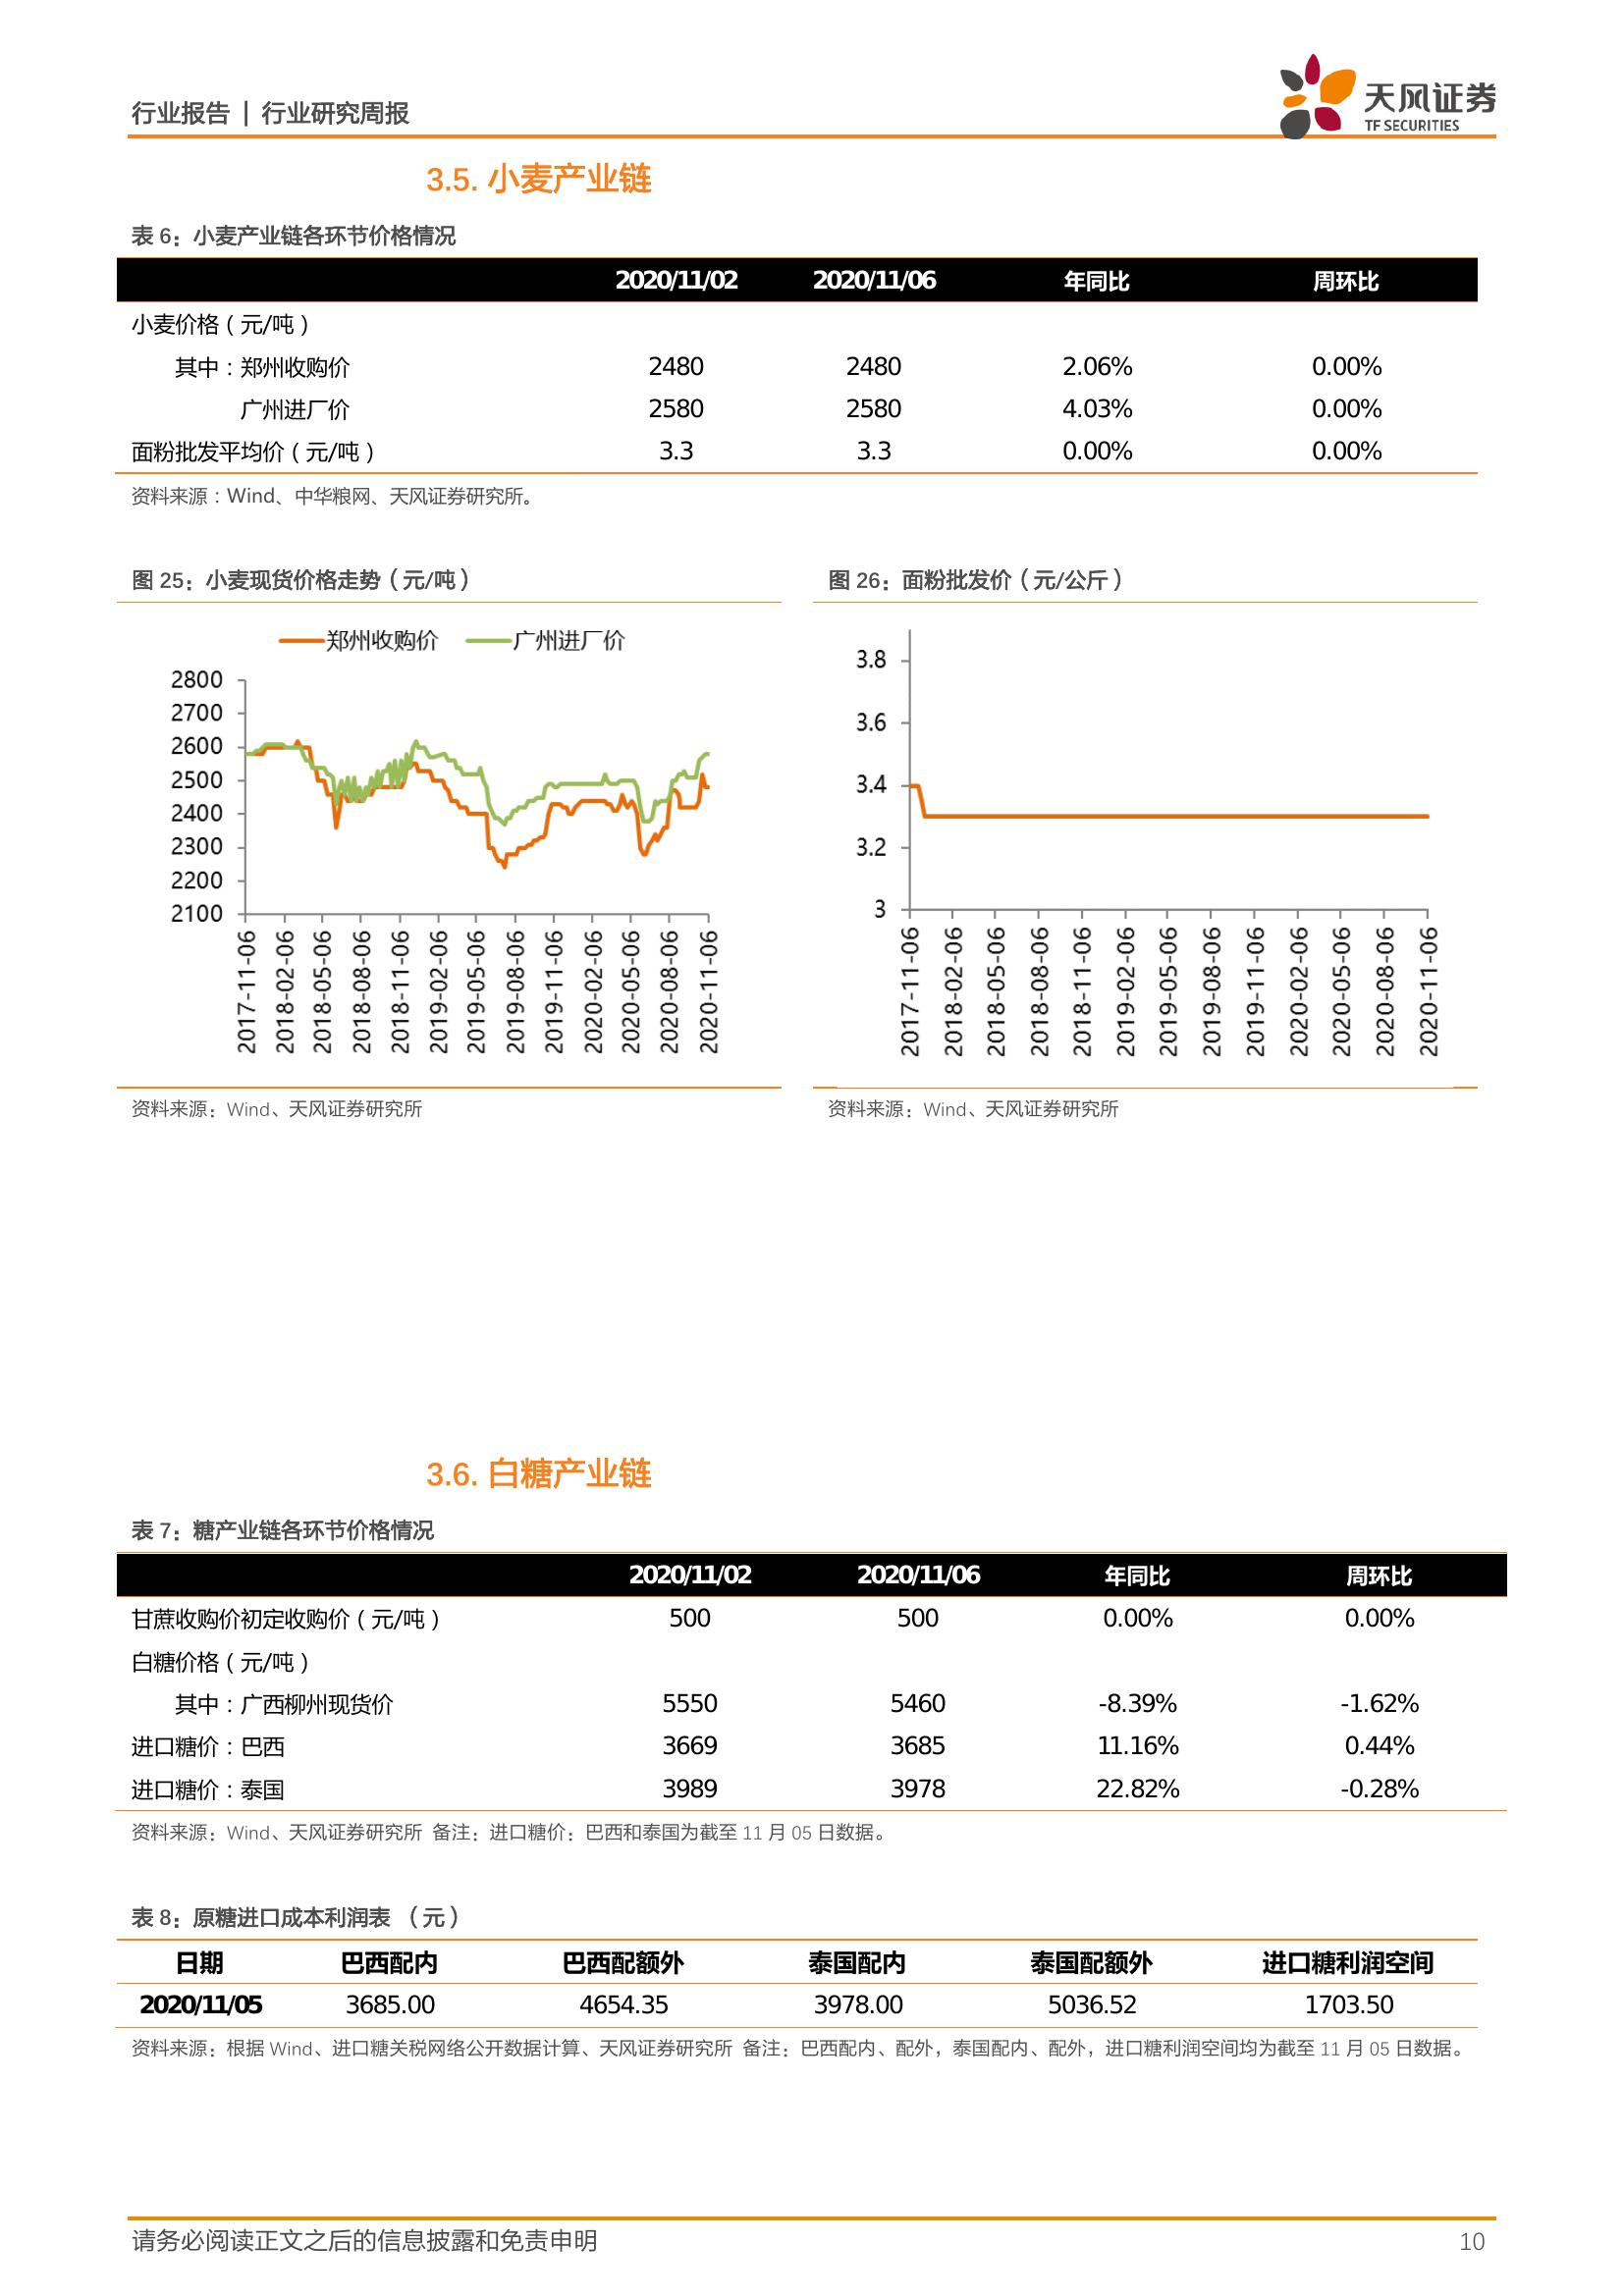 行业报告 | 行业研究周报
天风证券
TF SECURITIES
3.5. 小麦产业链
表 6：小麦产业链各环节价格情况
2020/11/02 2020/11/06 年同比 周环比
小麦价格（元/吨）
其中：郑州收购价 2480 2480 2.06% 0.00%
广州进厂价 2580 2580 4.03% 0.00%
面粉批发平均价（元/吨） 3.3 3.3 0.00% 0.00%
资料来源：Wind、中华粮网、天风证券研究所。
图 25：小麦现货价格走势（元/吨）
郑州收购价 广州进厂价
2800
2700
2600
2500
2400
2300
2200
2100
2017-11-06 2018-02-06 2018-05-06 2018-08-06 2018-11-06 2019-02-06 2019-05-06 2019-08-06 2019-11-06 2020-02-06 2020-05-06 2020-08-06 2020-11-06
资料来源：Wind、天风证券研究所
图 26：面粉批发价（元/公斤）
3.8
3.6
3.4
3.2
3
2017-11-06 2018-02-06 2018-05-06 2018-08-06 2018-11-06 2019-02-06 2019-05-06 2019-08-06 2019-11-06 2020-02-06 2020-05-06 2020-08-06 2020-11-06
资料来源：Wind、天风证券研究所
3.6. 白糖产业链
表 7：糖产业链各环节价格情况
2020/11/02 2020/11/06 年同比 周环比
甘蔗收购价初定收购价（元/吨） 500 500 0.00% 0.00%
白糖价格（元/吨）
其中：广西柳州现货价 5550 5460 -8.39% -1.62%
进口糖价：巴西 3669 3685 11.16% 0.44%
进口糖价：泰国 3989 3978 22.82% -0.28%
资料来源：Wind、天风证券研究所 备注：进口糖价：巴西和泰国为截至 11 月 05 日数据。
表 8：原糖进口成本利润表 （元）
日期 巴西配内 巴西配额外 泰国配内 泰国配额外 进口糖利润空间
2020/11/05 3685.00 4654.35 3978.00 5036.52 1703.50
资料来源：根据 Wind、进口糖关税网络公开数据计算、天风证券研究所 备注：巴西配内、配外，泰国配内、配外，进口糖利润空间均为截至 11 月 05 日数据。
请务必阅读正文之后的信息披露和免责申明 10